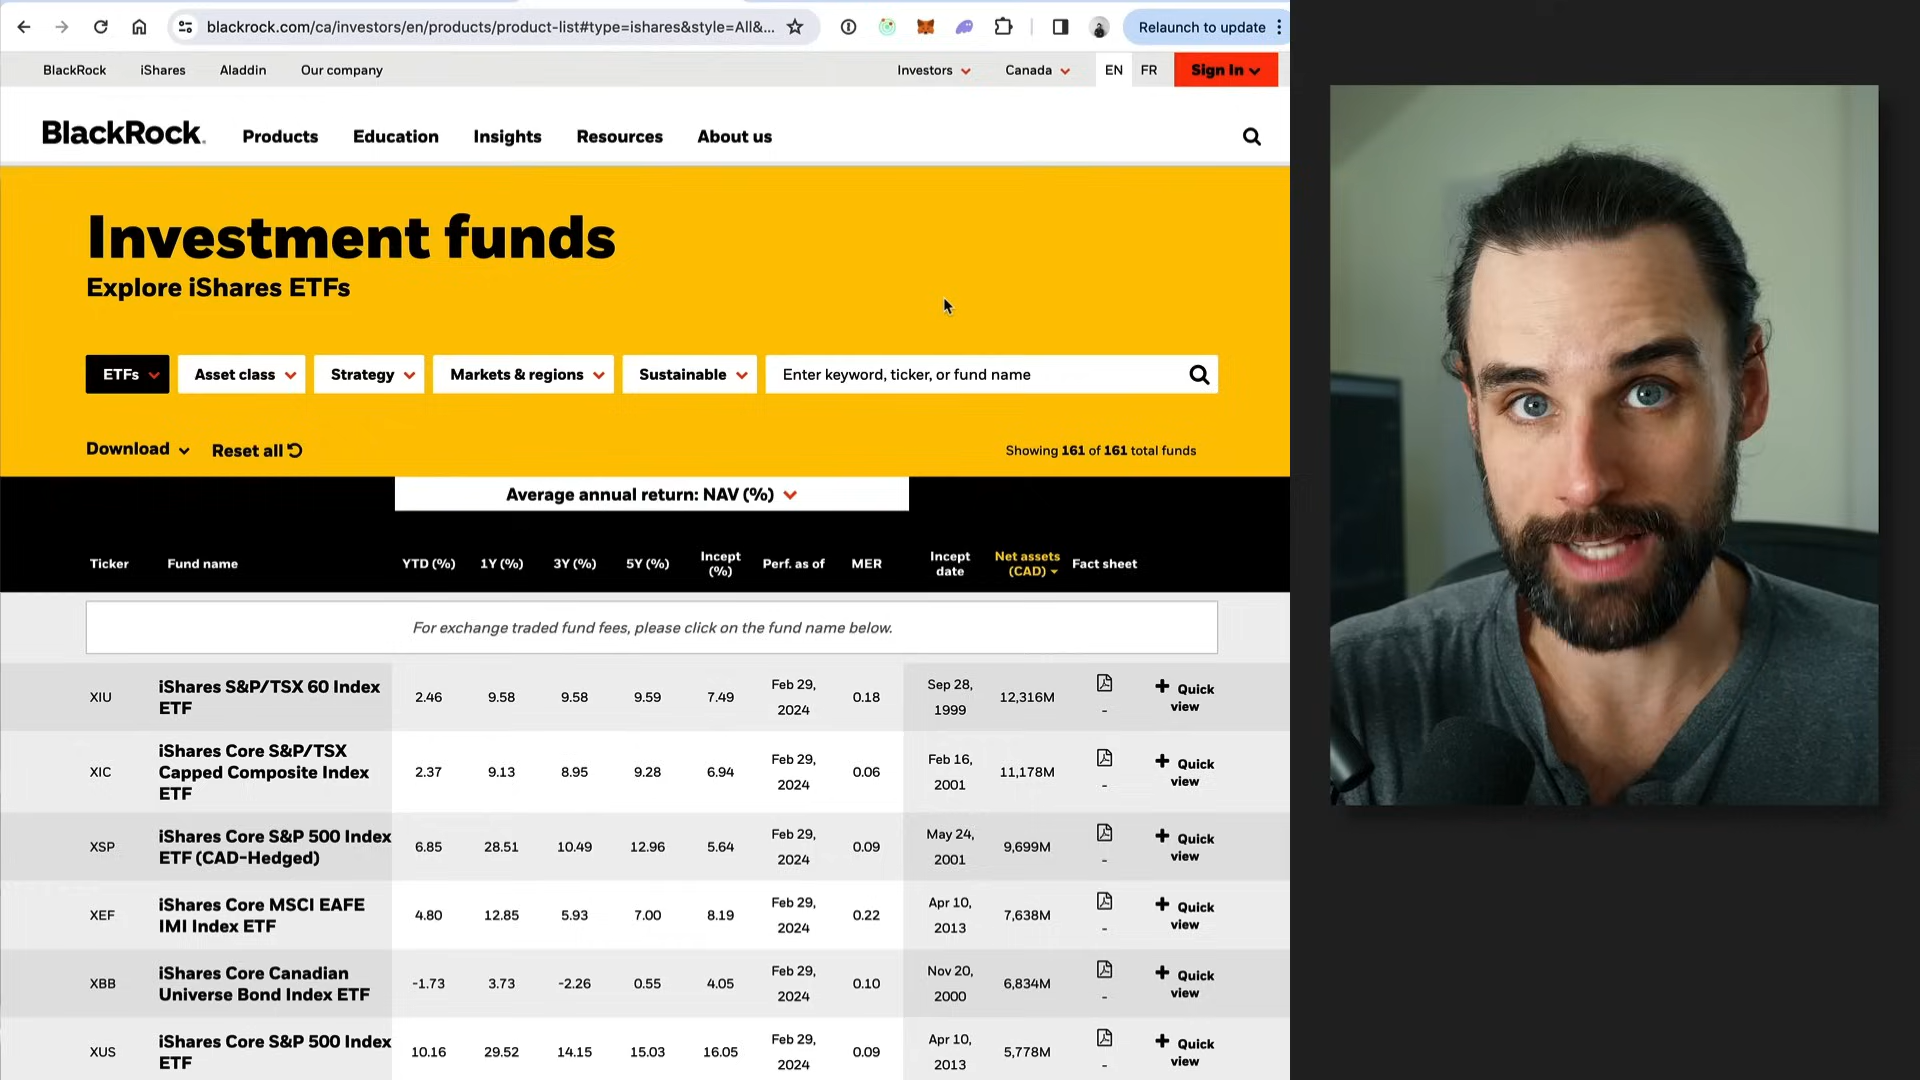 blackrock.com/ca/investors/en/products/product-list#type=ishares&style=All&...
Relaunch to update
BlackRock iShares Aladdin Our company
Investors Canada EN FR Sign In
BlackRock. Products Education Insights Resources About us
Investment funds
Explore iShares ETFs
ETFs Asset class Strategy Markets & regions Sustainable Enter keyword, ticker, or fund name
Download Reset all
Showing 161 of 161 total funds
Average annual return: NAV (%)
Ticker Fund name YTD (%) 1Y (%) 3Y (%) 5Y (%) Incept (%) Perf. as of MER Incept date Net assets (CAD) Fact sheet
For exchange traded fund fees, please click on the fund name below.
XIU iShares S&P/TSX 60 Index ETF 2.46 9.58 9.58 9.59 7.49 Feb 29, 2024 0.18 Sep 28, 1999 12,316M - + Quick view
XIC iShares Core S&P/TSX Capped Composite Index ETF 2.37 9.13 8.95 9.28 6.94 Feb 29, 2024 0.06 Feb 16, 2001 11,178M - + Quick view
XSP iShares Core S&P 500 Index ETF (CAD-Hedged) 6.85 28.51 10.49 12.96 5.64 Feb 29, 2024 0.09 May 24, 2001 9,699M - + Quick view
XEF iShares Core MSCI EAFE IMI Index ETF 4.80 12.85 5.93 7.00 8.19 Feb 29, 2024 0.22 Apr 10, 2013 7,638M - + Quick view
XBB iShares Core Canadian Universe Bond Index ETF -1.73 3.73 -2.26 0.55 4.05 Feb 29, 2024 0.10 Nov 20, 2000 6,834M - + Quick view
XUS iShares Core S&P 500 Index ETF 10.16 29.52 14.15 15.03 16.05 Feb 29, 2024 0.09 Apr 10, 2013 5,778M - + Quick view